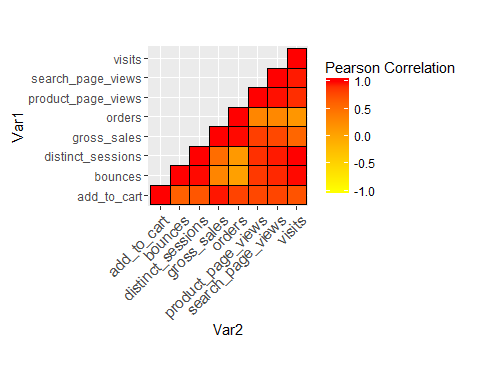 Var1
visits
search_page_views
product_page_views
orders
gross_sales
distinct_sessions
bounces
add_to_cart
add_to_cart
bounces
distinct_sessions
gross_sales
orders
product_page_views
search_page_views
visits
Var2
Pearson Correlation
1.0
0.5
0.0
-0.5
-1.0